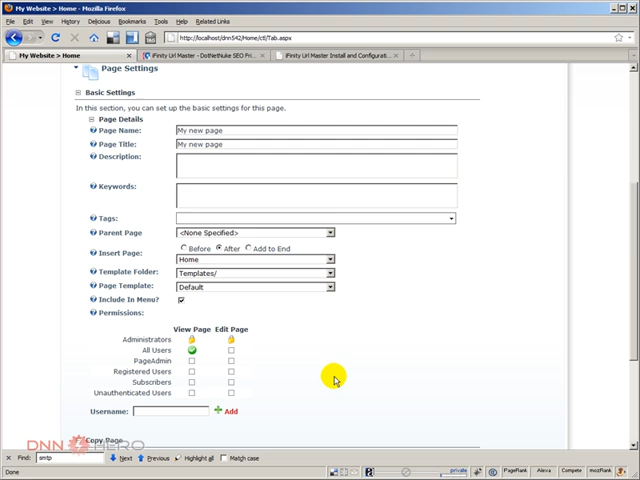 My Website > Home - Mozilla Firefox
File Edit View History Bookmarks Tools Help Related Links
http://localhost/dnn542/Home/ctl/Tab.aspx
My Website > Home
iFinity Url Master - DotNetNuke SEO Fri...
iFinity Url Master Install and Configuratio...
Page Settings
Basic Settings
In this section, you can set up the basic settings for this page.
Page Details
Page Name: My new page
Page Title: My new page
Description:
Keywords:
Tags:
Parent Page <None Specified>
Insert Page: Before After Add to End
Home
Template Folder: Templates/
Page Template: Default
Include In Menu?
Permissions:
View Page Edit Page
Administrators
All Users
PageAdmin
Registered Users
Subscribers
Unauthenticated Users
Username: Add
DNN HERO
Copy Page
Find: smtp Next Previous Highlight all Match case
Done private PageRank Alexa Compete mozRank